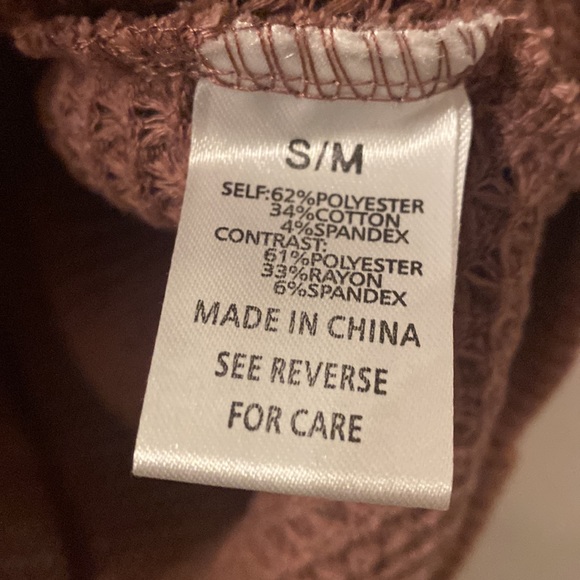 S/M
SELF:62%POLYESTER
34%COTTON
4%SPANDEX
CONTRAST:
61%POLYESTER
33%RAYON
6%SPANDEX
MADE IN CHINA
SEE REVERSE
FOR CARE